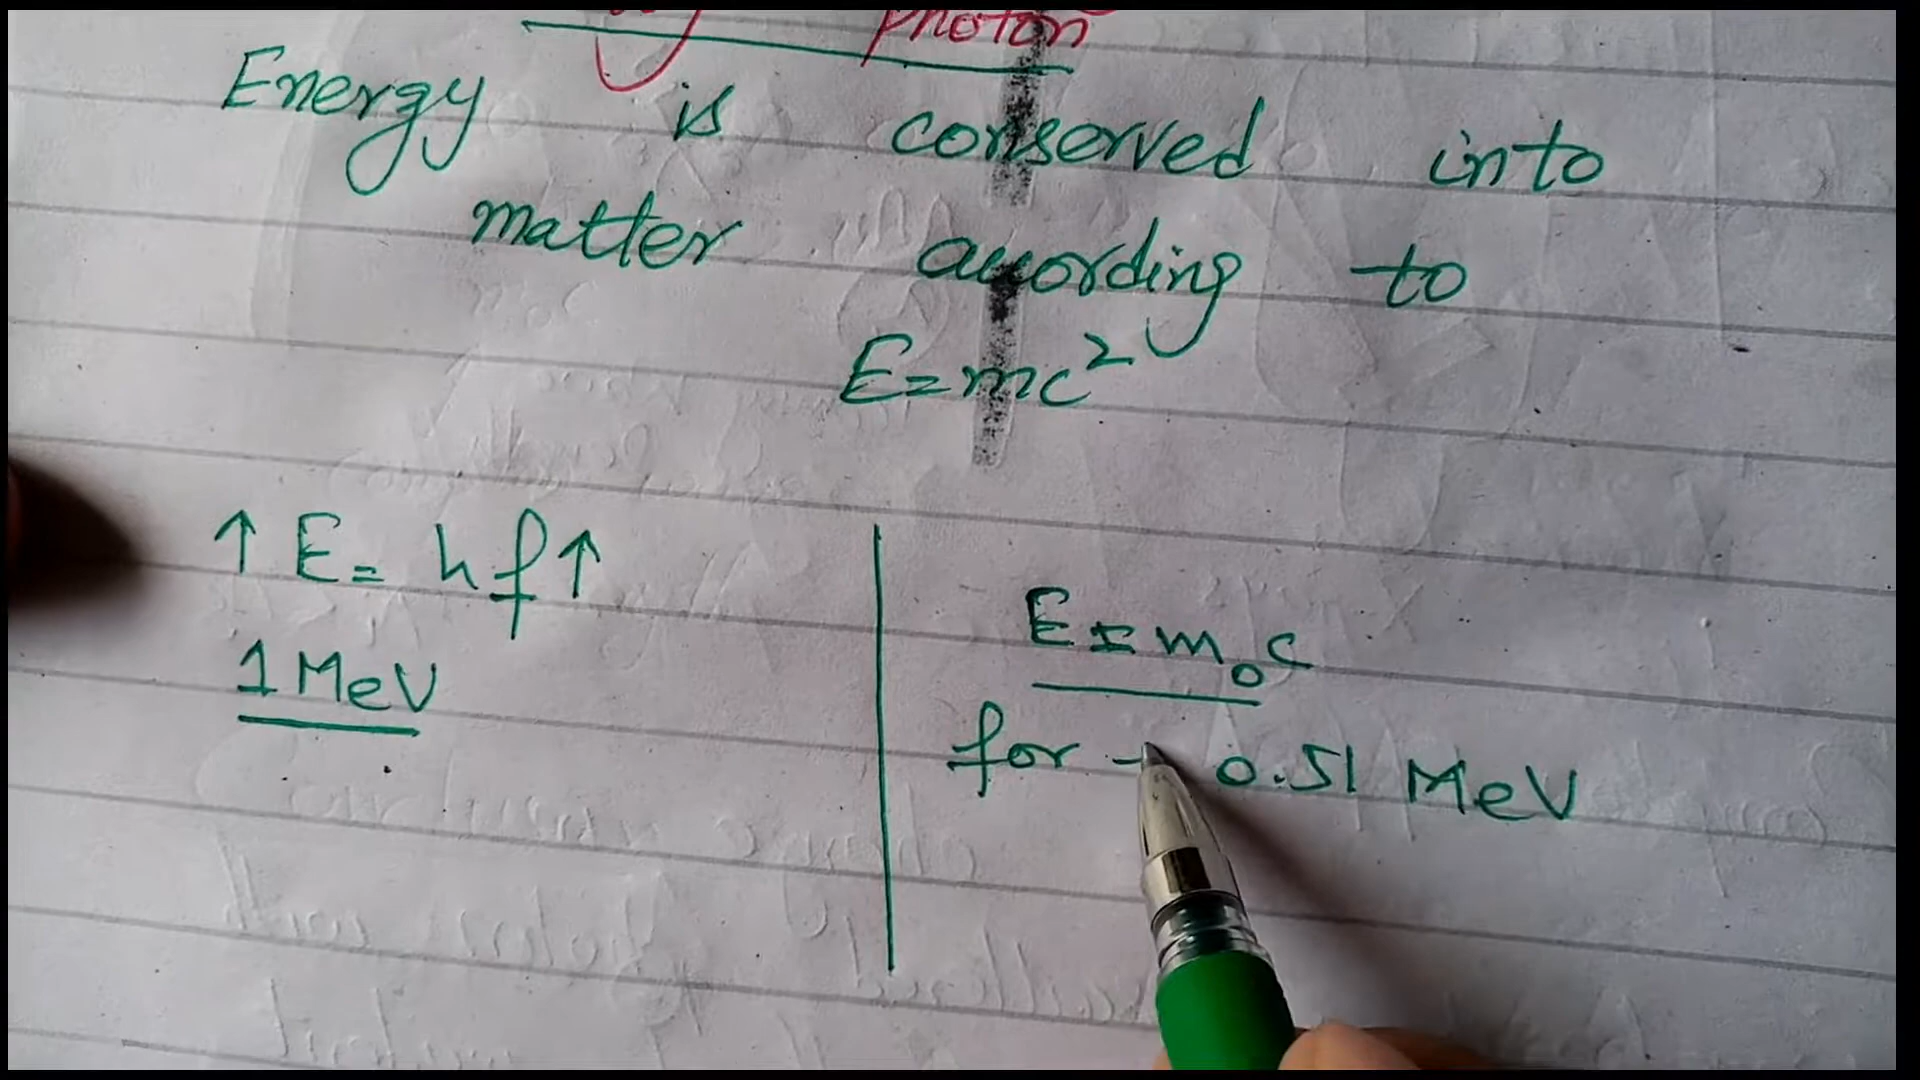 photon
Energy is conserved into
matter according to
E=mc²
↑ E = hf↑
1 MeV
E = m₀c
for - 0.51 MeV